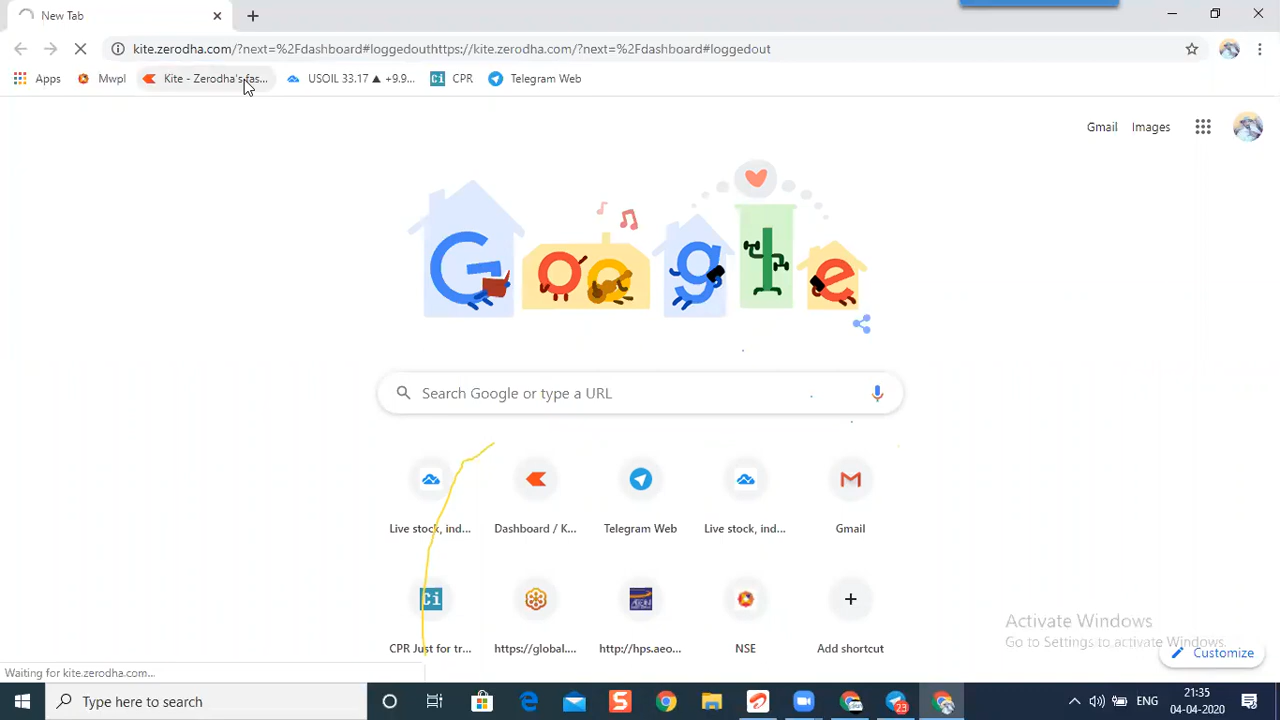 New Tab
kite.zerodha.com/?next=%2Fdashboard#loggedouthttps://kite.zerodha.com/?next=%2Fdashboard#loggedout
Apps Mwpl Kite - Zerodha's fas... USOIL 33.17 ▲ +9.9... Ci CPR Telegram Web
Gmail Images
Google
Search Google or type a URL
Live stock, ind... Dashboard / K... Telegram Web Live stock, ind... Gmail
Ci
CPR Just for tr... https://global.... http://hps.aeo... NSE Add shortcut
Activate Windows
Go to Settings to activate Windows.
Customize
Waiting for kite.zerodha.com...
Type here to search
S
23
ENG
21:35
04-04-2020